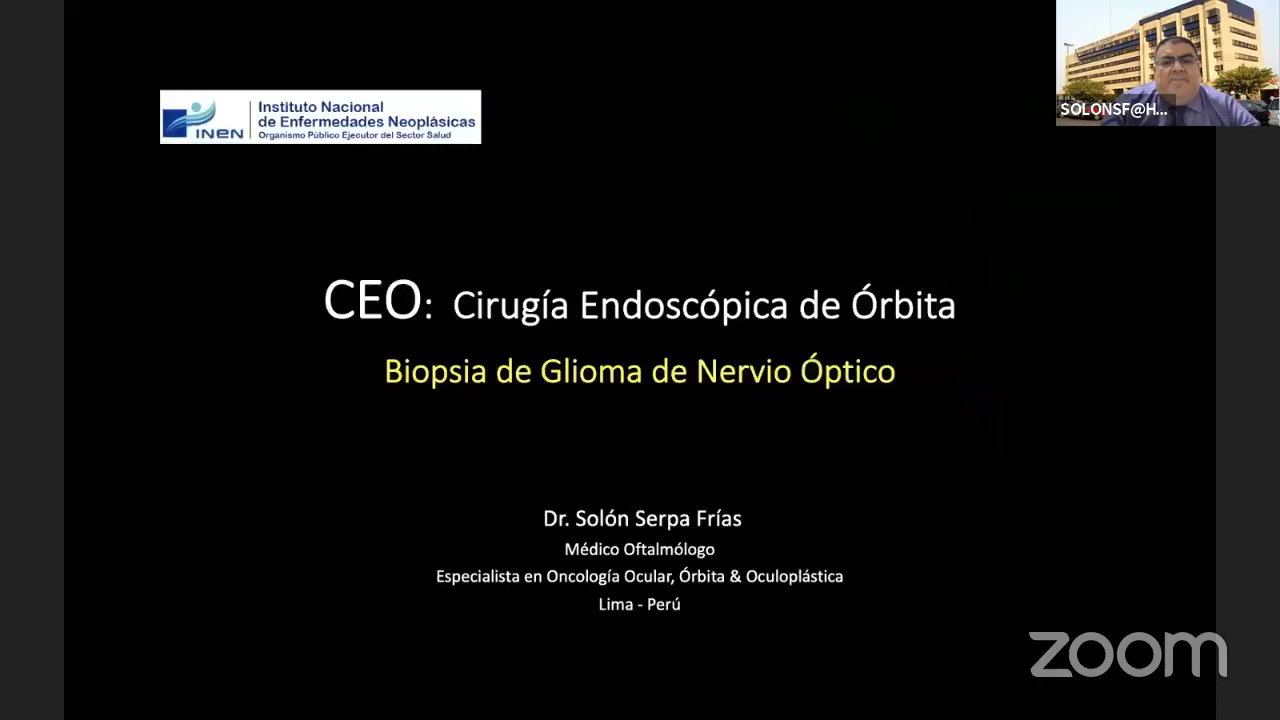 INEN
Instituto Nacional
de Enfermedades Neoplásicas
Organismo Público Ejecutor del Sector Salud
SOLONSF@H...
CEO: Cirugía Endoscópica de Órbita
Biopsia de Glioma de Nervio Óptico
Dr. Solón Serpa Frías
Médico Oftalmólogo
Especialista en Oncología Ocular, Órbita & Oculoplástica
Lima - Perú
zoom